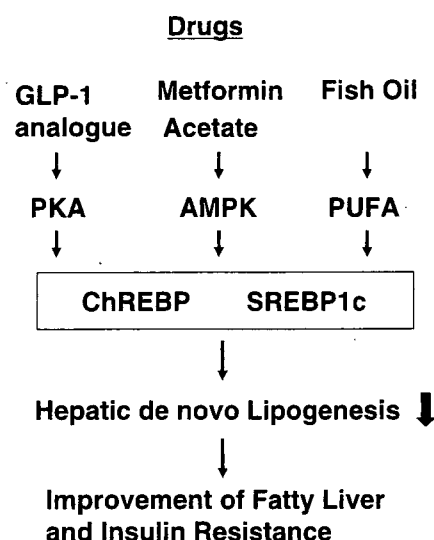 Drugs
GLP-1 analogue
Metformin Acetate
Fish Oil
PKA
AMPK
PUFA
ChREBP SREBP1c
Hepatic de novo Lipogenesis
Improvement of Fatty Liver
and Insulin Resistance